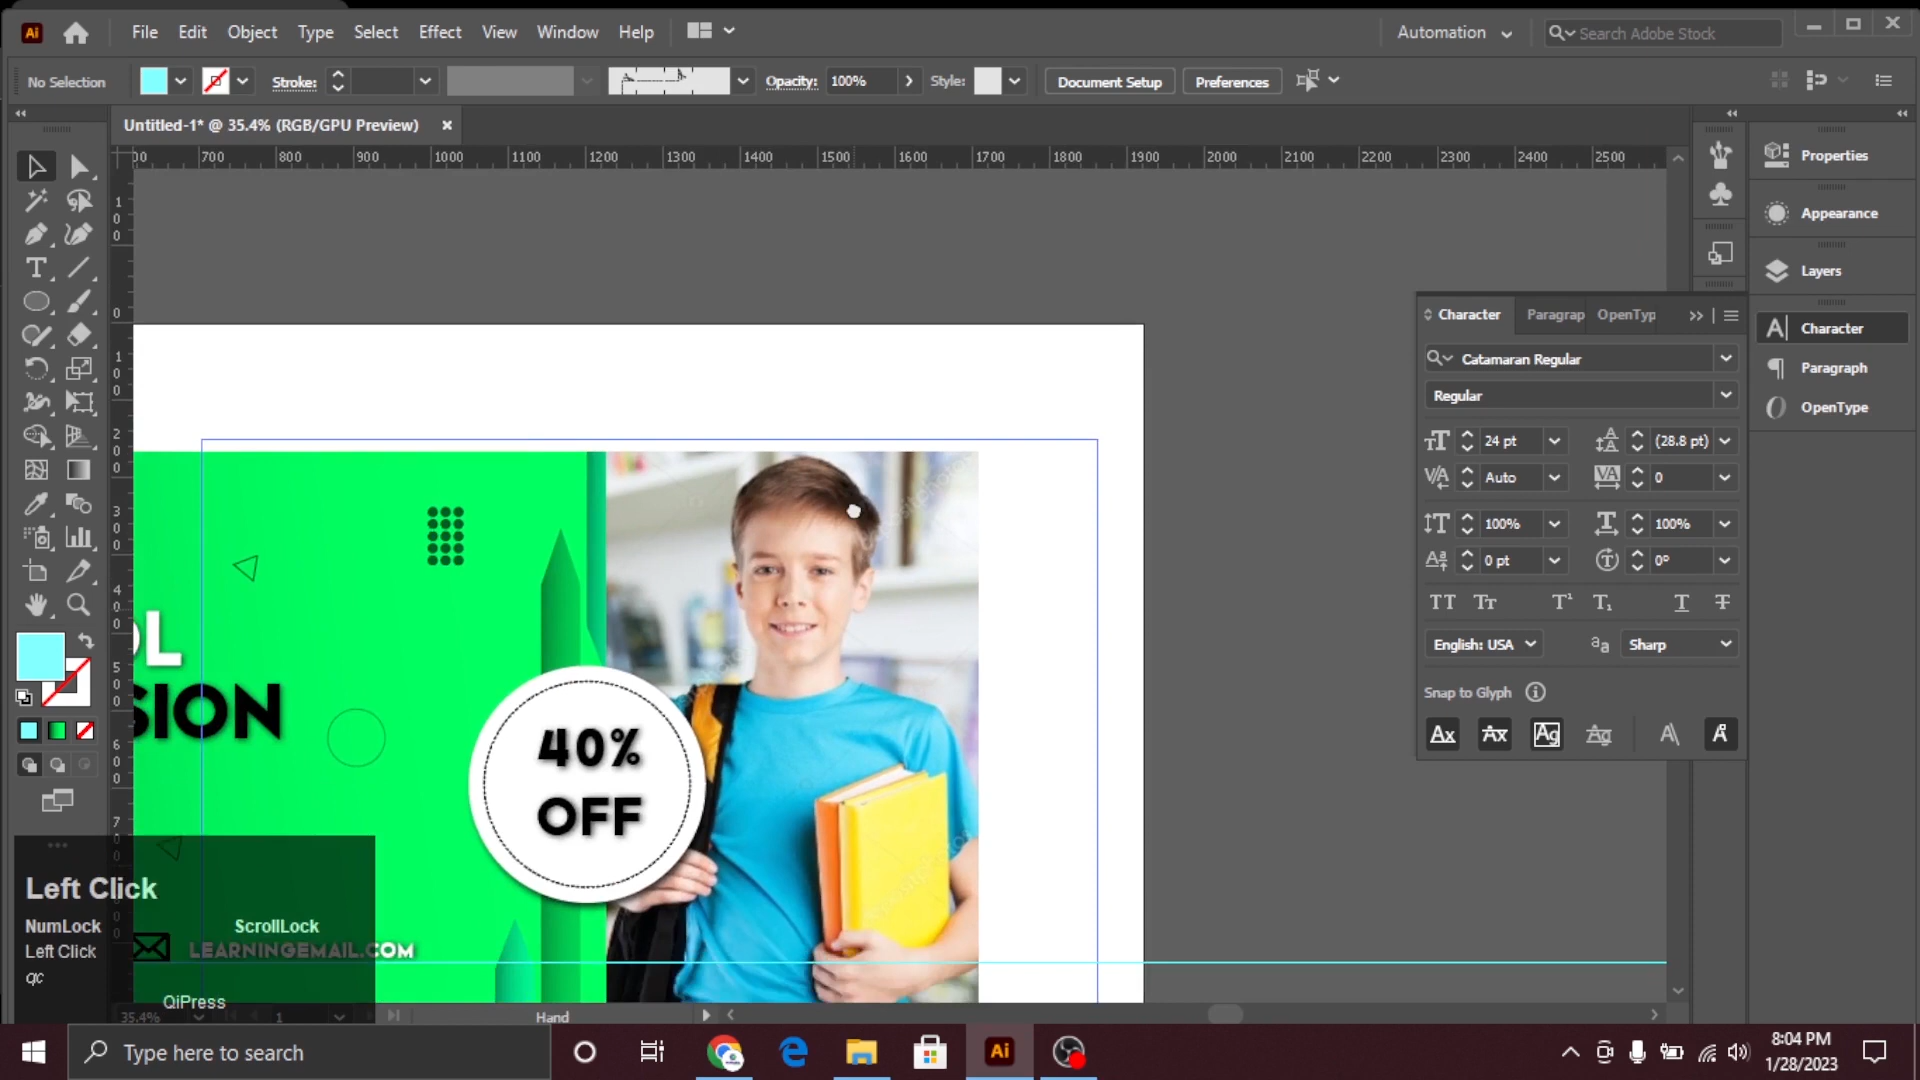 File Edit Object Type Select Effect View Window Help
Automation
Search Adobe Stock
No Selection
Stroke:
Opacity: 100%
Style:
Document Setup
Preferences
Untitled-1* @ 35.4% (RGB/GPU Preview)
700 800 900 1000 1100 1200 1300 1400 1500 1600 1700 1800 1900 2000 2100 2200 2300 2400 2500
Properties
Appearance
Layers
Character
Paragraph
OpenType
Character Paragrap OpenTyp
Catamaran Regular
Regular
24 pt (28.8 pt)
Auto 0
100% 100%
0 pt 0°
English: USA Sharp
Snap to Glyph
OL
SION
40%
OFF
Left Click
NumLock ScrollLock
Left Click
qc
LEARNINGEMAIL.COM
QiPress
35.4% 1 Hand
Type here to search
8:04 PM
1/28/2023